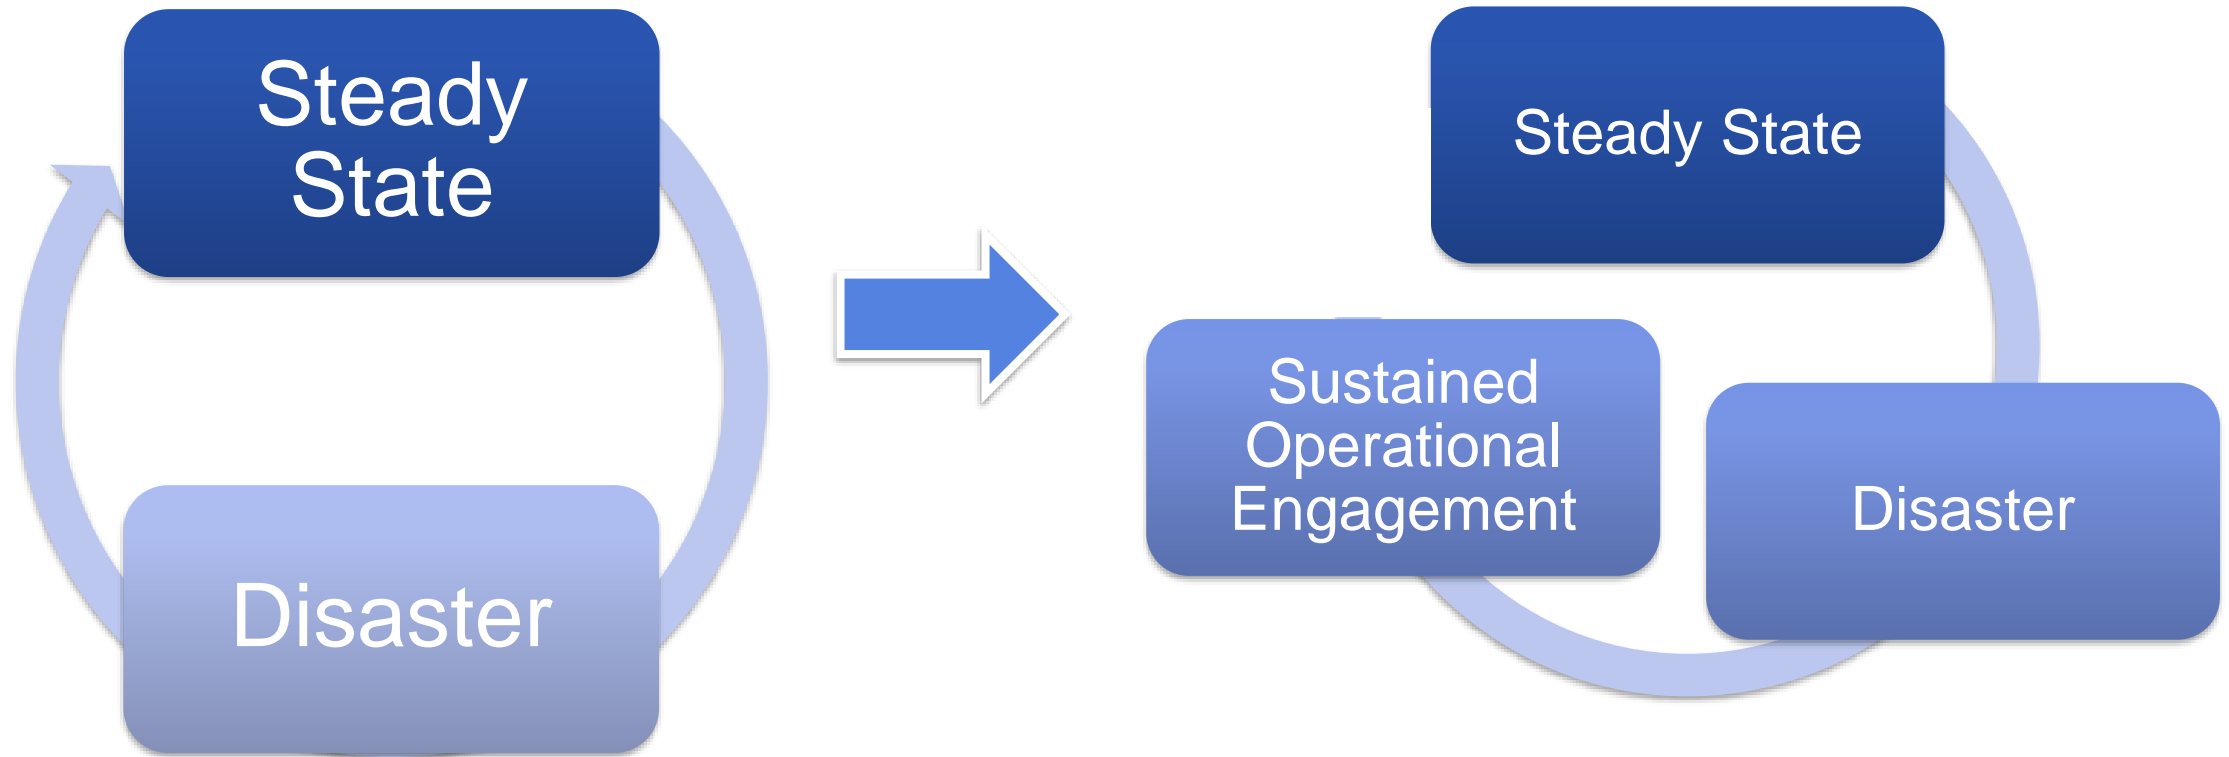 Steady
State
Disaster
Steady State
Sustained
Operational
Engagement
Disaster